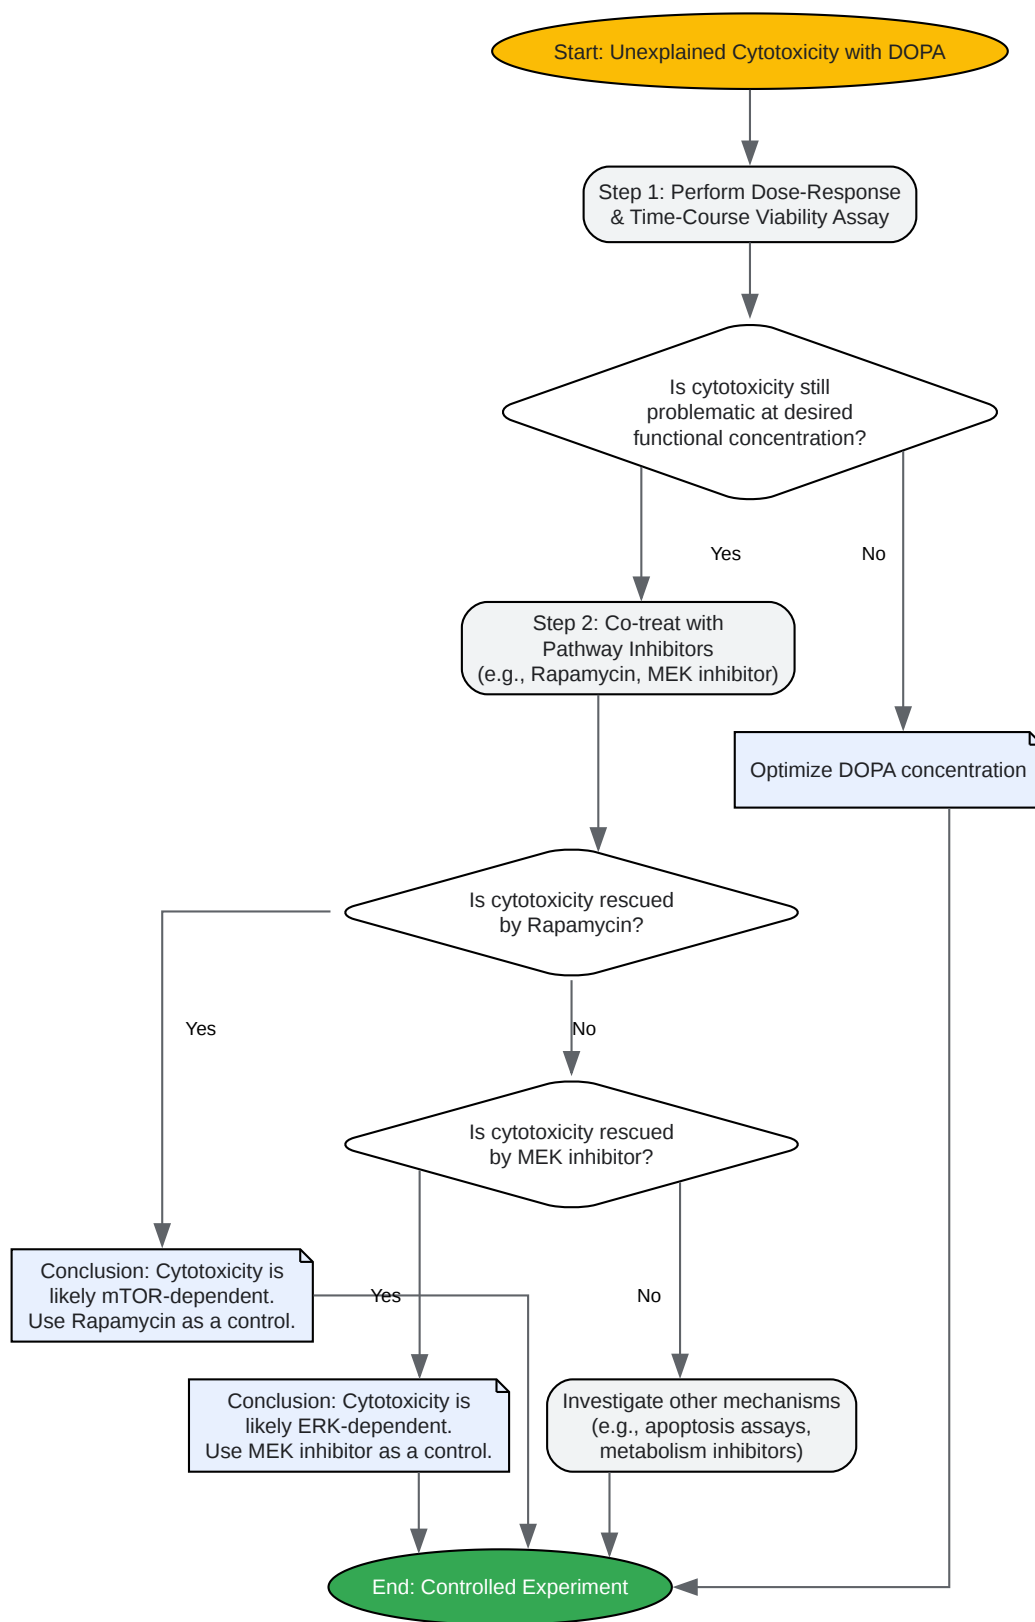 Start: Unexplained Cytotoxicity with DOPA
Step 1: Perform Dose-Response
& Time-Course Viability Assay
Is cytotoxicity still
problematic at desired
functional concentration?
Yes
No
Step 2: Co-treat with
Pathway Inhibitors
(e.g., Rapamycin, MEK inhibitor)
Optimize DOPA concentration
Is cytotoxicity rescued
by Rapamycin?
Yes
No
Is cytotoxicity rescued
by MEK inhibitor?
Conclusion: Cytotoxicity is
likely mTOR-dependent.
Use Rapamycin as a control.
Yes
No
Conclusion: Cytotoxicity is
likely ERK-dependent.
Use MEK inhibitor as a control.
Investigate other mechanisms
(e.g., apoptosis assays,
metabolism inhibitors)
End: Controlled Experiment